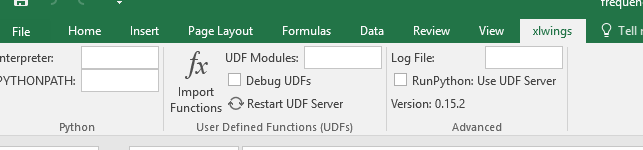 frequen
File Home Insert Page Layout Formulas Data Review View xlwings Tell
nterpreter:
PYTHONPATH:
Python
fx
Import
Functions
UDF Modules:
Debug UDFs
Restart UDF Server
User Defined Functions (UDFs)
Log File:
RunPython: Use UDF Server
Version: 0.15.2
Advanced